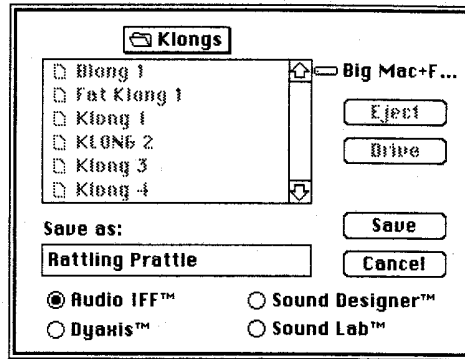 Klongs
Blong 1
Fat Klong 1
Klong 1
KLONG 2
Klong 3
Klong 4
Big Mac+F...
Eject
Drive
Save as:
Rattling Prattle
Save
Cancel
Audio IFF™
Sound Designer™
Dyaxis™
Sound Lab™